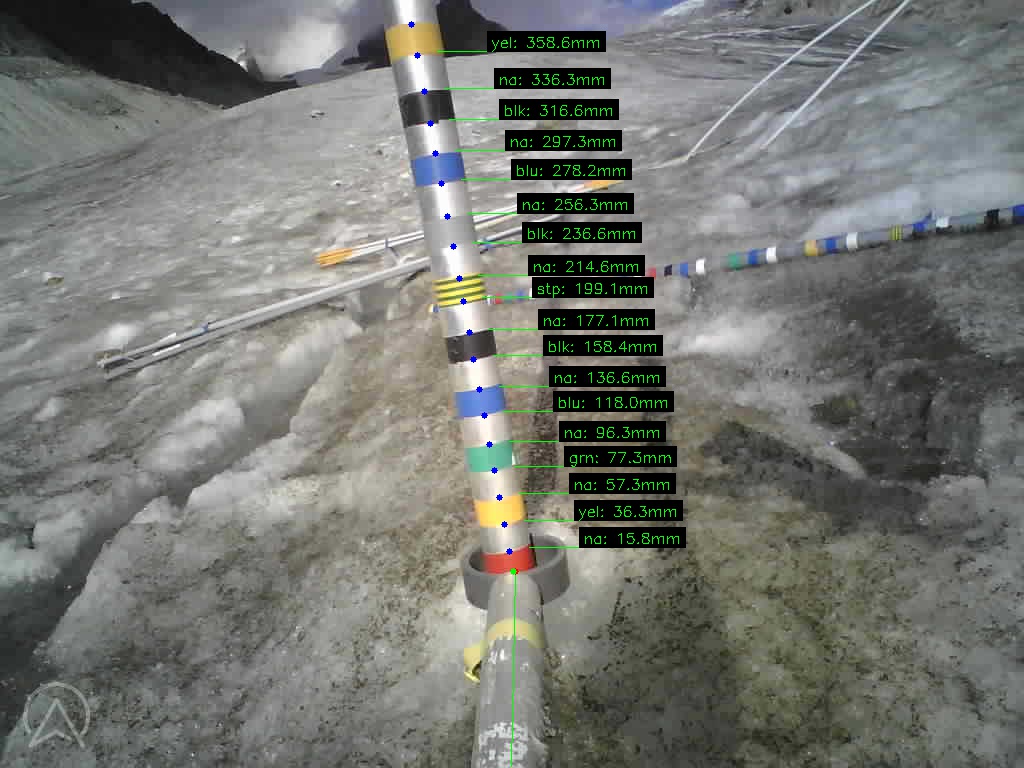 yel: 358.6mm
na: 336.3mm
blk: 316.6mm
na: 297.3mm
blu: 278.2mm
na: 256.3mm
blk: 236.6mm
na: 214.6mm
stp: 199.1mm
na: 177.1mm
blk: 158.4mm
na: 136.6mm
blu: 118.0mm
na: 96.3mm
grn: 77.3mm
na: 57.3mm
yel: 36.3mm
na: 15.8mm